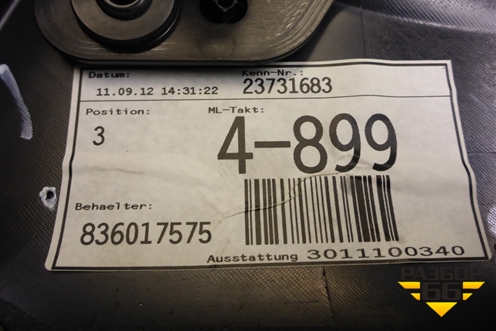 Datum: Kenn-Nr.:
11.09.12 14:31:22 23731683
Position: ML-Takt:
3 4-899
Behaelter:
836017575
Ausstattung 3011100340
РАЗБОР
66